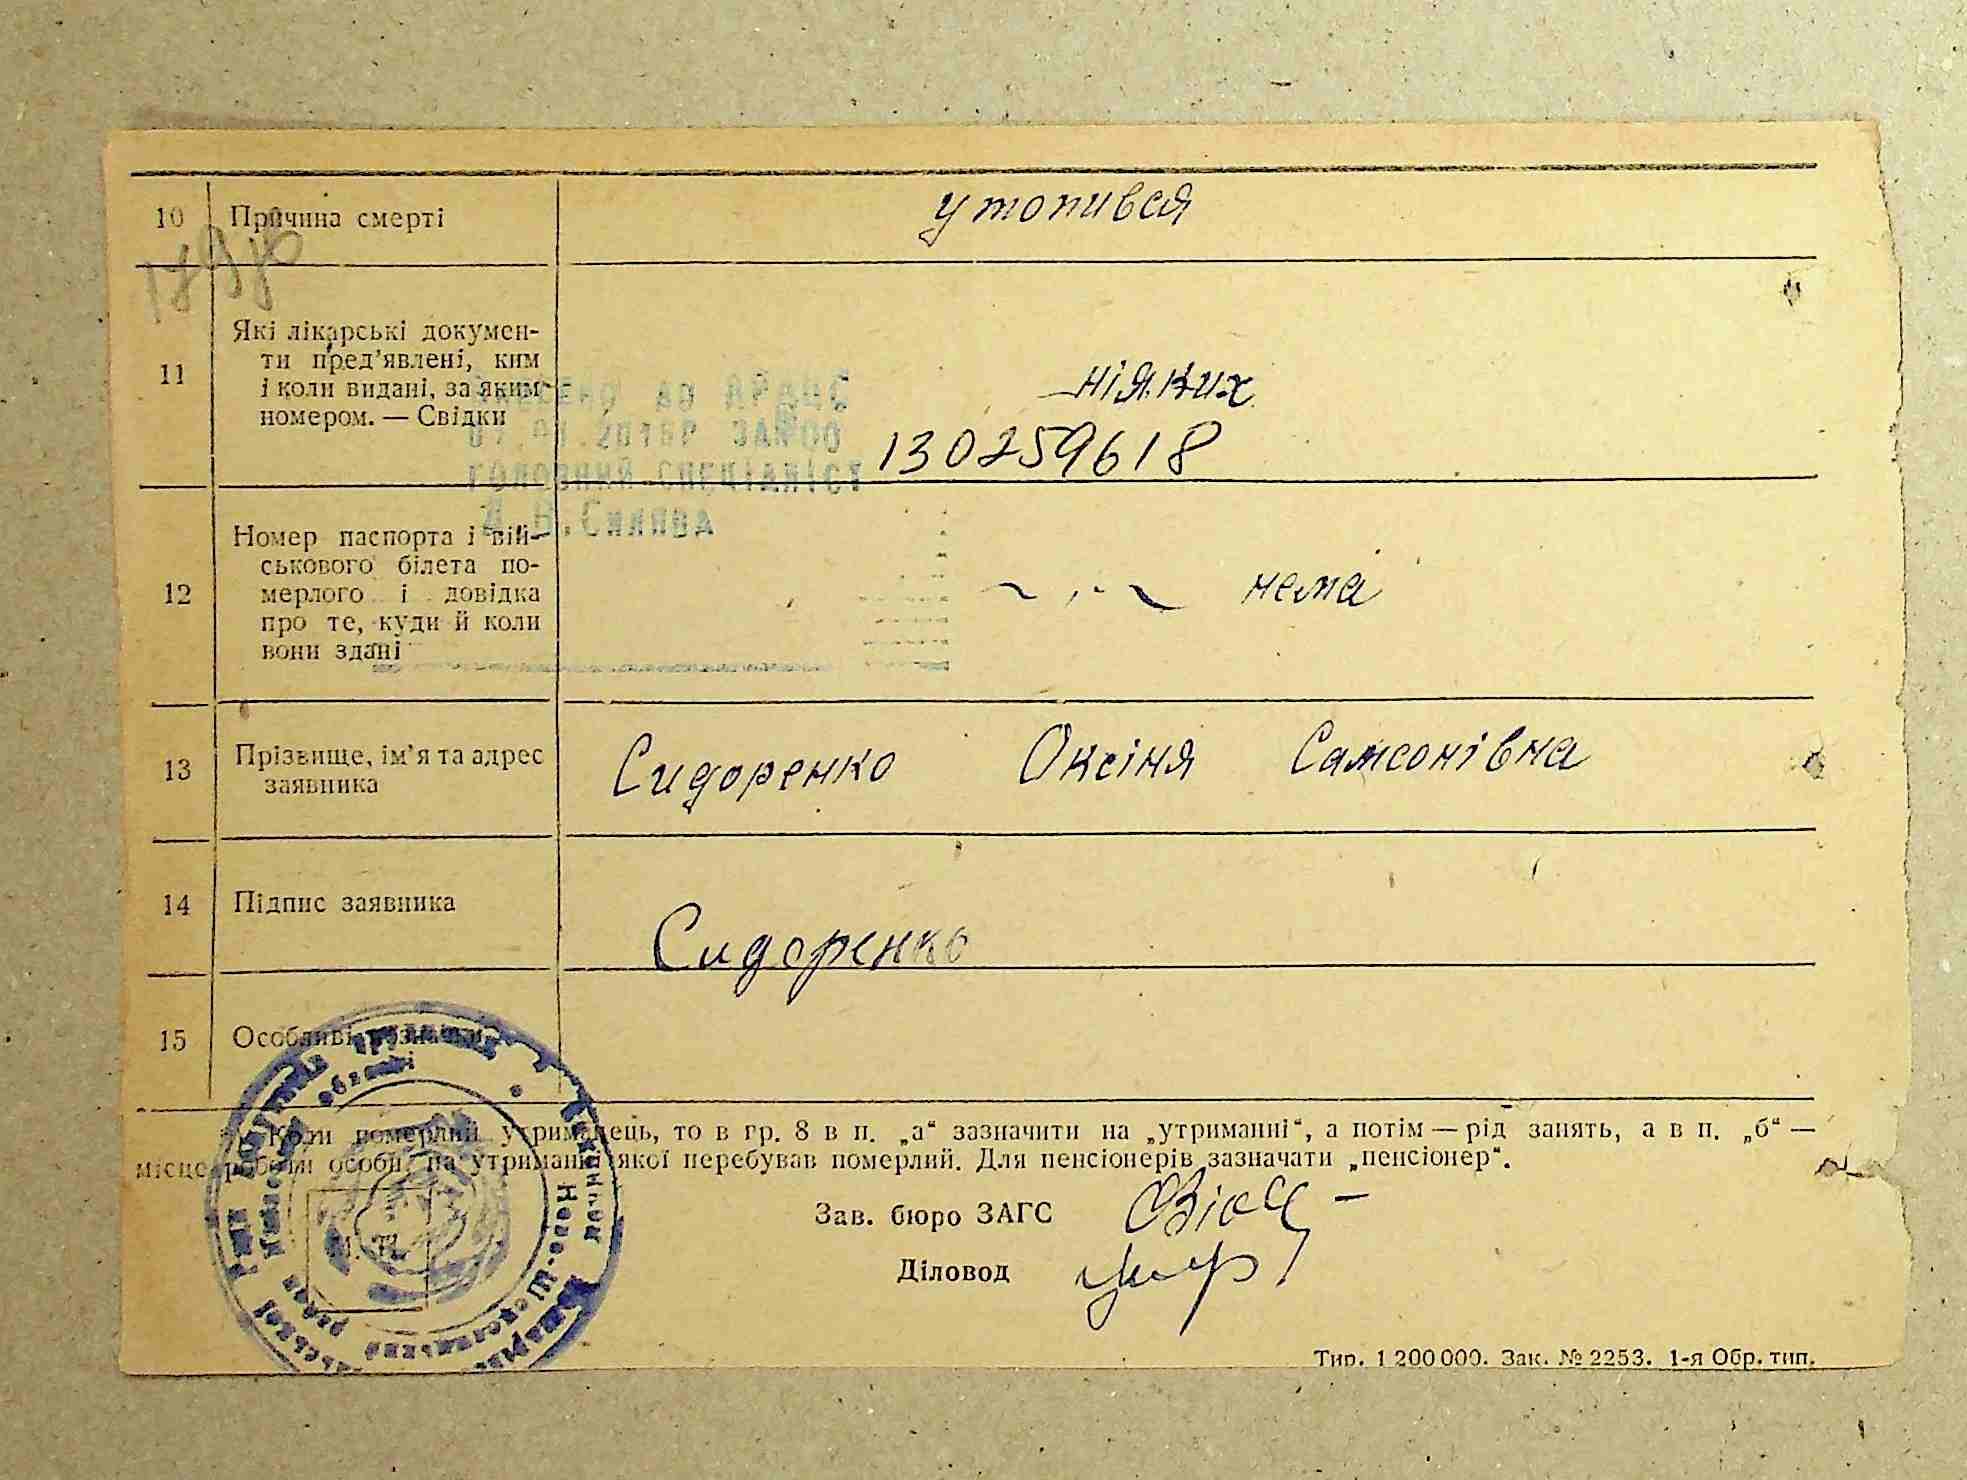 10 Причина смерті утопився
11 Які лікарські докумен-
ти пред'явлені, ким
і коли видані, за яким
номером. — Свідки
ніяких
130259618
головний спеціаліст
12 Номер паспорта і вій-
ськового білета по-
мерлого і довідка
про те, куди й коли
вони здані
нема
13 Прізвище, ім'я та адрес
заявника
Сидоренко Оксіня Самсонівна
14 Підпис заявника
Сидоренко
15 Особливі
Коли померлий утриманець, то в гр. 8 в п. „а“ зазначити на „утриманні“, а потім — рід занять, а в п. „б“ —
місце роботи особи, на утриманні якої перебував померлий. Для пенсіонерів зазначати „пенсіонер“.
Зав. бюро ЗАГС
Діловод
Тир. 1 200 000. Зак. № 2253. 1-я Обр. тип.